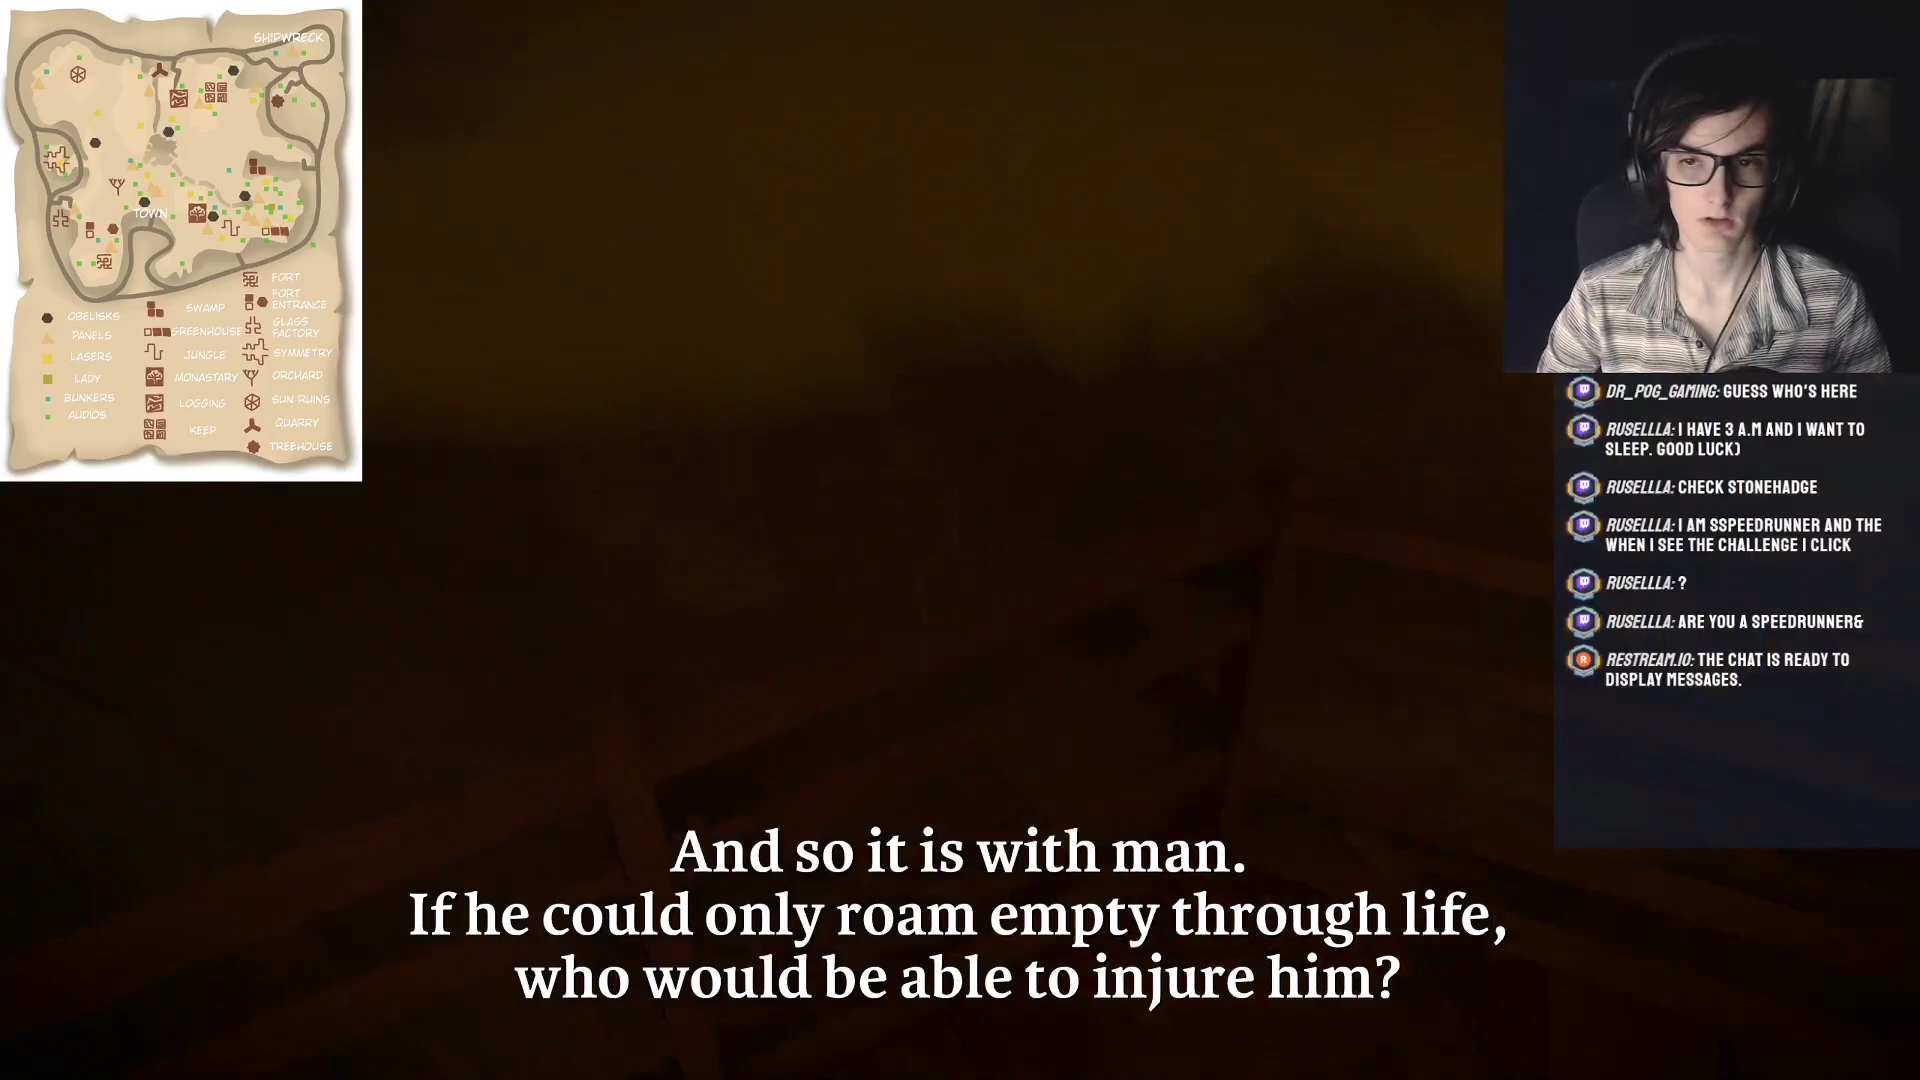 SHIPWRECK
TOWN
OBELISKS
PANELS
LASERS
LADY
BUNKERS
AUDIOS
SWAMP
GREENHOUSE
JUNGLE
MONASTARY
LOGGING
KEEP
FORT
FORT
ENTRANCE
GLASS
FACTORY
SYMMETRY
ORCHARD
SUN RUINS
QUARRY
TREEHOUSE
DR_POG_GAMING: GUESS WHO'S HERE
RUSELLLA: I HAVE 3 A.M AND I WANT TO
SLEEP. GOOD LUCK)
RUSELLLA: CHECK STONEHADGE
RUSELLLA: I AM SSPEEDRUNNER AND THE
WHEN I SEE THE CHALLENGE I CLICK
RUSELLLA: ?
RUSELLLA: ARE YOU A SPEEDRUNNER&
RESTREAM.IO: THE CHAT IS READY TO
DISPLAY MESSAGES.
And so it is with man.
If he could only roam empty through life,
who would be able to injure him?